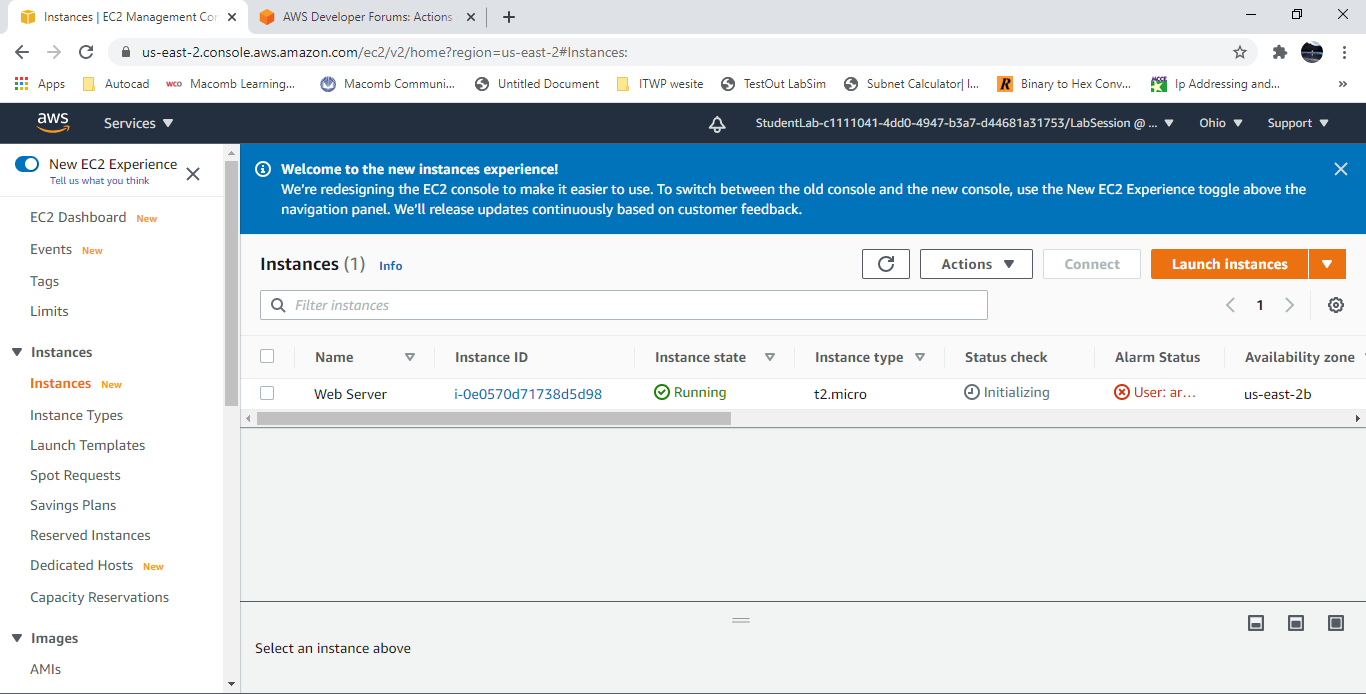 Instances | EC2 Management Con
AWS Developer Forums: Actions
us-east-2.console.aws.amazon.com/ec2/v2/home?region=us-east-2#Instances:
Apps
Autocad
wco Macomb Learning...
Macomb Communi...
Untitled Document
ITWP wesite
TestOut LabSim
Subnet Calculator| I...
R Binary to Hex Conv...
Ip Addressing and...
»
aws
Services
StudentLab-c1111041-4dd0-4947-b3a7-d44681a31753/LabSession @ ...
Ohio
Support
New EC2 Experience
Tell us what you think
EC2 Dashboard New
Events New
Tags
Limits
Instances
Instances New
Instance Types
Launch Templates
Spot Requests
Savings Plans
Reserved Instances
Dedicated Hosts New
Capacity Reservations
Images
AMIs
Welcome to the new instances experience!
We're redesigning the EC2 console to make it easier to use. To switch between the old console and the new console, use the New EC2 Experience toggle above the
navigation panel. We'll release updates continuously based on customer feedback.
Instances (1) Info
Actions
Connect
Launch instances
Filter instances
1
Name Instance ID Instance state Instance type Status check Alarm Status Availability zone
Web Server i-0e0570d71738d5d98 Running t2.micro Initializing User: ar... us-east-2b
Select an instance above